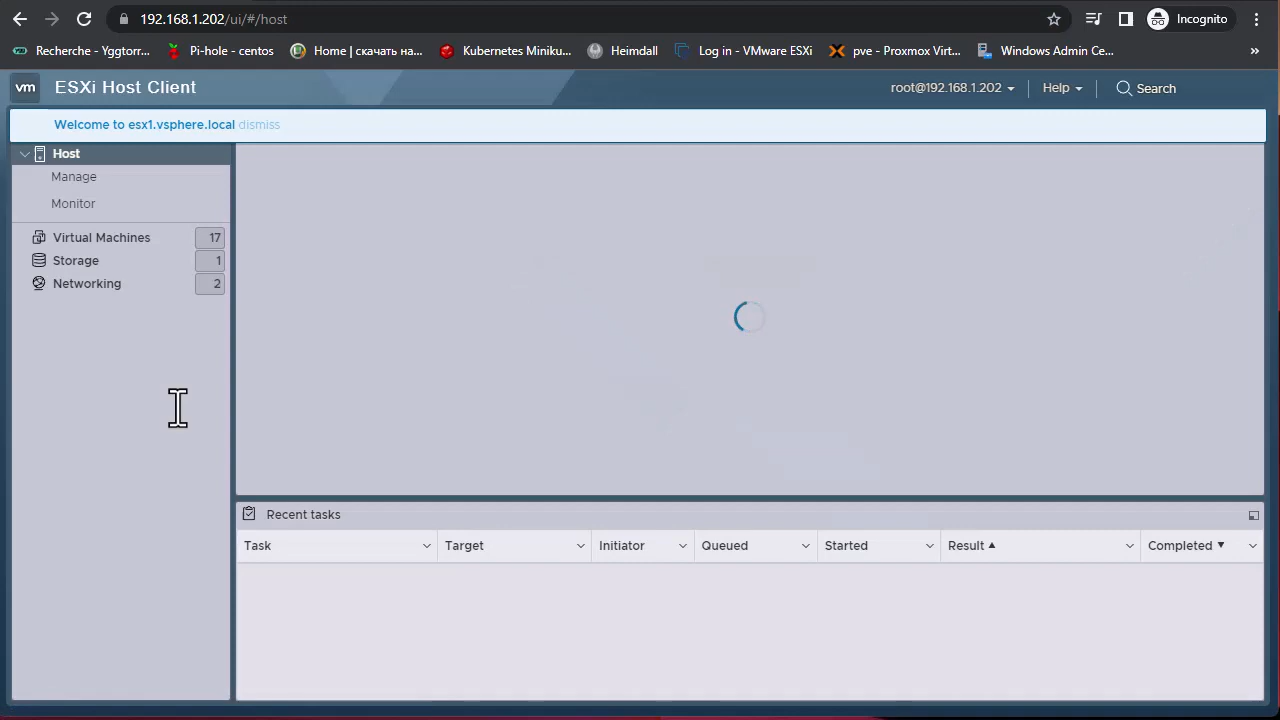 192.168.1.202/ui/#/host
Incognito
Recherche - Yggtorr...
Pi-hole - centos
Home | скачать на...
Kubernetes Miniku...
Heimdall
Log in - VMware ESXi
pve - Proxmox Virt...
Windows Admin Ce...
»
vm
ESXi Host Client
root@192.168.1.202
Help
Search
Welcome to esx1.vsphere.local dismiss
Host
Manage
Monitor
Virtual Machines 17
Storage 1
Networking 2
Recent tasks
Task Target Initiator Queued Started Result Completed